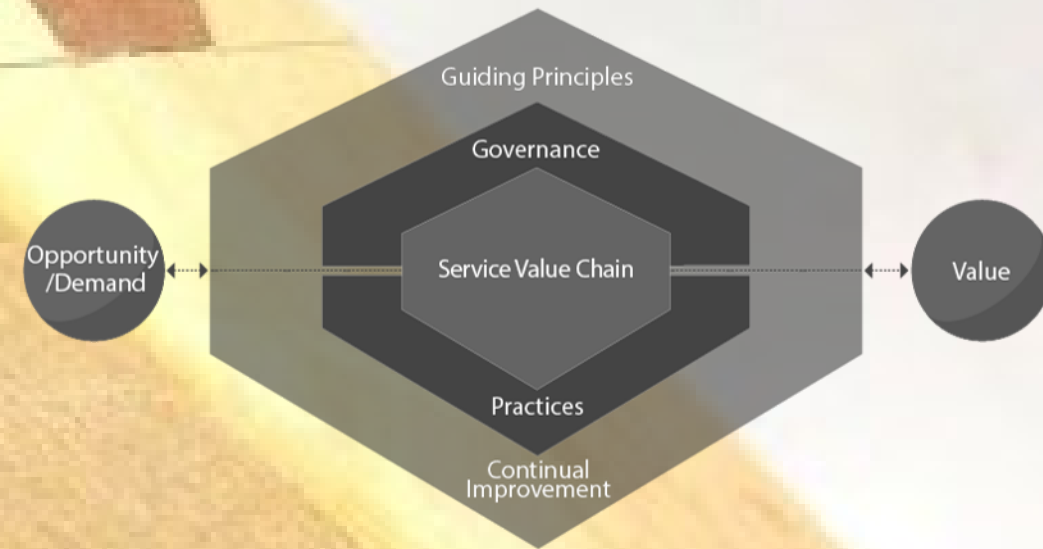 Guiding Principles
Governance
Opportunity
/Demand
Service Value Chain
Value
Practices
Continual
Improvement